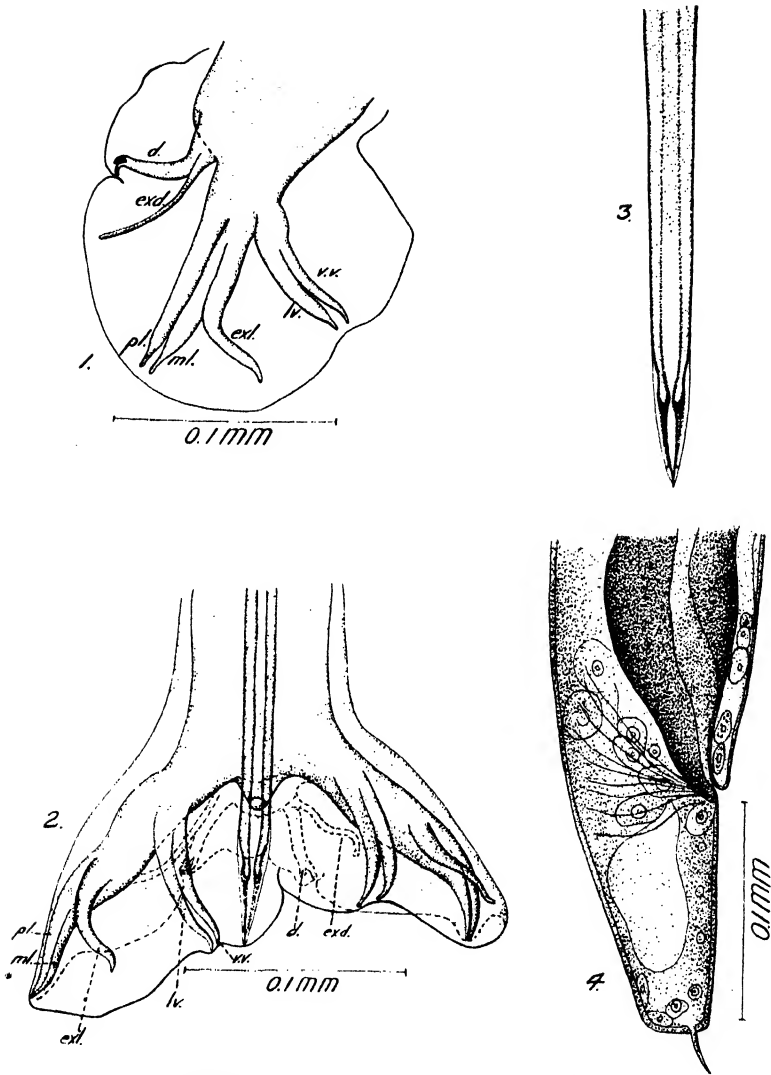 d.
exd.
v.v.
lv.
pl.
ml.
exl.
1.
0.1mm
3.
2.
pl.
ml.
d.
exd.
v.v.
lv.
0.1mm
exl.
4.
0.1mm